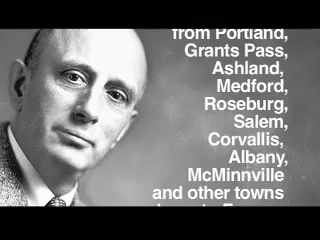 from Portland,
Grants Pass,
Ashland,
Medford,
Roseburg,
Salem,
Corvallis,
Albany,
McMinnville
and other towns